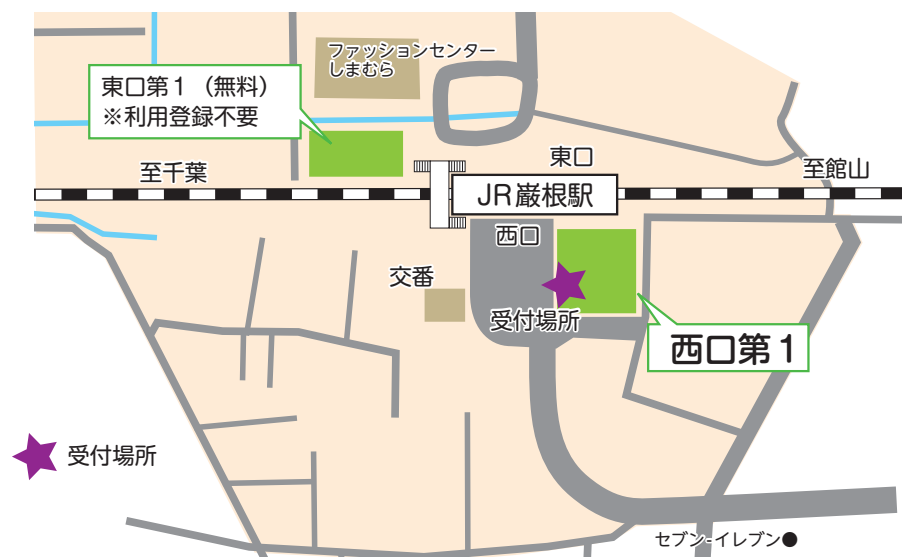 ファッションセンター
しまむら
東口第1（無料）
※利用登録不要
東口
至千葉
至館山
JR巌根駅
西口
交番
受付場所
西口第1
受付場所
セブン-イレブン●